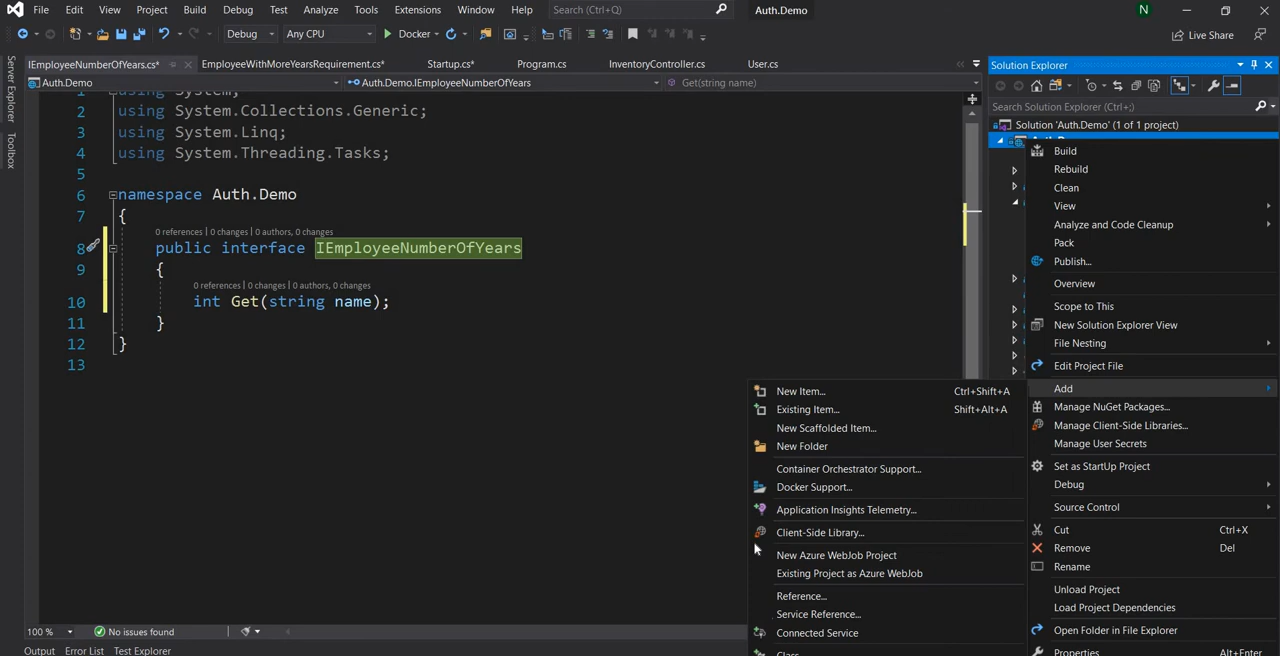 File Edit View Project Build Debug Test Analyze Tools Extensions Window Help Search (Ctrl+Q) Auth.Demo N
Debug Any CPU Docker Live Share
IEmployeeNumberOfYears.cs* EmployeeWithMoreYearsRequirement.cs* Startup.cs* Program.cs InventoryController.cs User.cs
Auth.Demo Auth.Demo.IEmployeeNumberOfYears Get(string name)
Server Explorer
Toolbox
1 using System;
2 using System.Collections.Generic;
3 using System.Linq;
4 using System.Threading.Tasks;
5
6 namespace Auth.Demo
7 {
0 references | 0 changes | 0 authors, 0 changes
8 public interface IEmployeeNumberOfYears
9 {
0 references | 0 changes | 0 authors, 0 changes
10 int Get(string name);
11 }
12 }
13
100 % No issues found
Output Error List Test Explorer
Solution Explorer
Search Solution Explorer (Ctrl+;)
Solution 'Auth.Demo' (1 of 1 project)
Build
Rebuild
Clean
View
Analyze and Code Cleanup
Pack
Publish...
Overview
Scope to This
New Solution Explorer View
File Nesting
Edit Project File
Add
Manage NuGet Packages...
Manage Client-Side Libraries...
Manage User Secrets
Set as StartUp Project
Debug
Source Control
Cut Ctrl+X
Remove Del
Rename
Unload Project
Load Project Dependencies
Open Folder in File Explorer
Properties Alt+Enter
New Item... Ctrl+Shift+A
Existing Item... Shift+Alt+A
New Scaffolded Item...
New Folder
Container Orchestrator Support...
Docker Support...
Application Insights Telemetry...
Client-Side Library...
New Azure WebJob Project
Existing Project as Azure WebJob
Reference...
Service Reference...
Connected Service
Class...